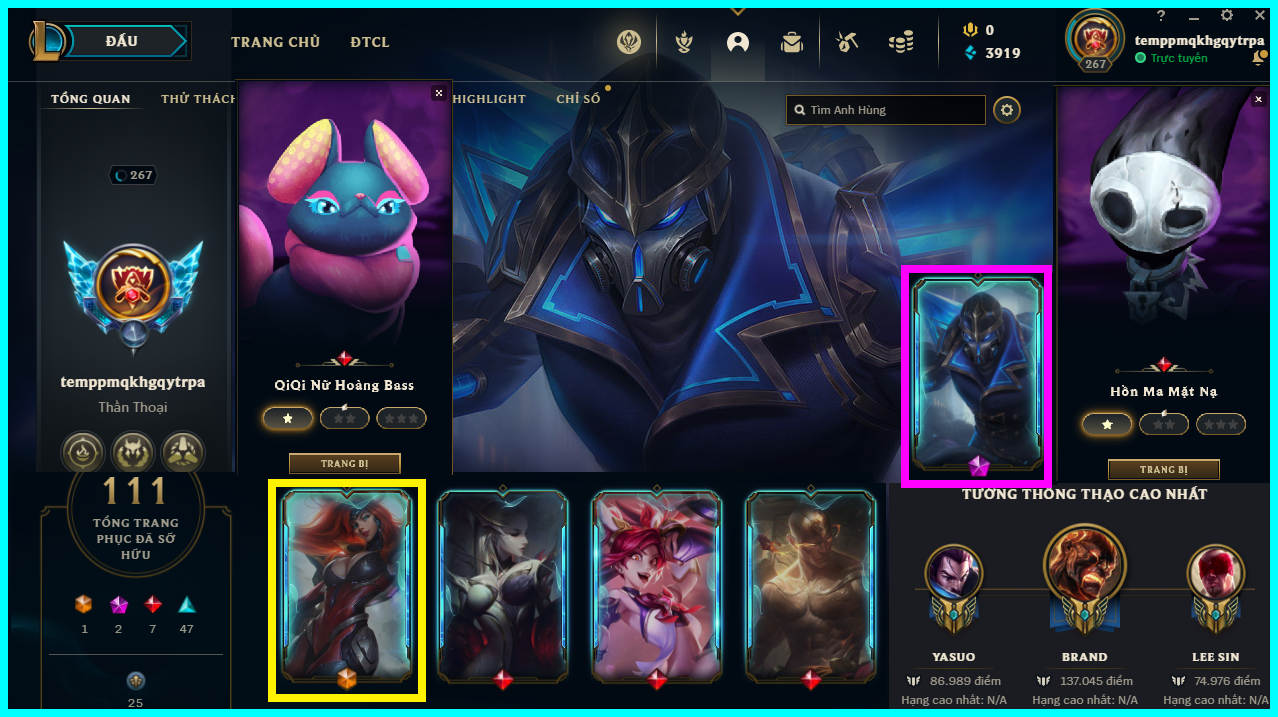 ĐẤU
TRANG CHỦ
ĐTCL
0
3919
?
267
temppmqkhgqytrpa
Trực tuyến
TỔNG QUAN
THỬ THÁCH
HIGHLIGHT
CHỈ SỐ
Tìm Anh Hùng
267
temppmqkhgqytrpa
Thần Thoại
QiQi Nữ Hoàng Bass
TRANG BỊ
Hồn Ma Mặt Nạ
TRANG BỊ
111
TỔNG TRANG
PHỤC ĐÃ SỞ
HỮU
1
2
7
47
25
TƯỚNG THÔNG THẠO CAO NHẤT
YASUO
86.989 điểm
Hạng cao nhất: N/A
BRAND
137.045 điểm
Hạng cao nhất: N/A
LEE SIN
74.976 điểm
Hạng cao nhất: N/A